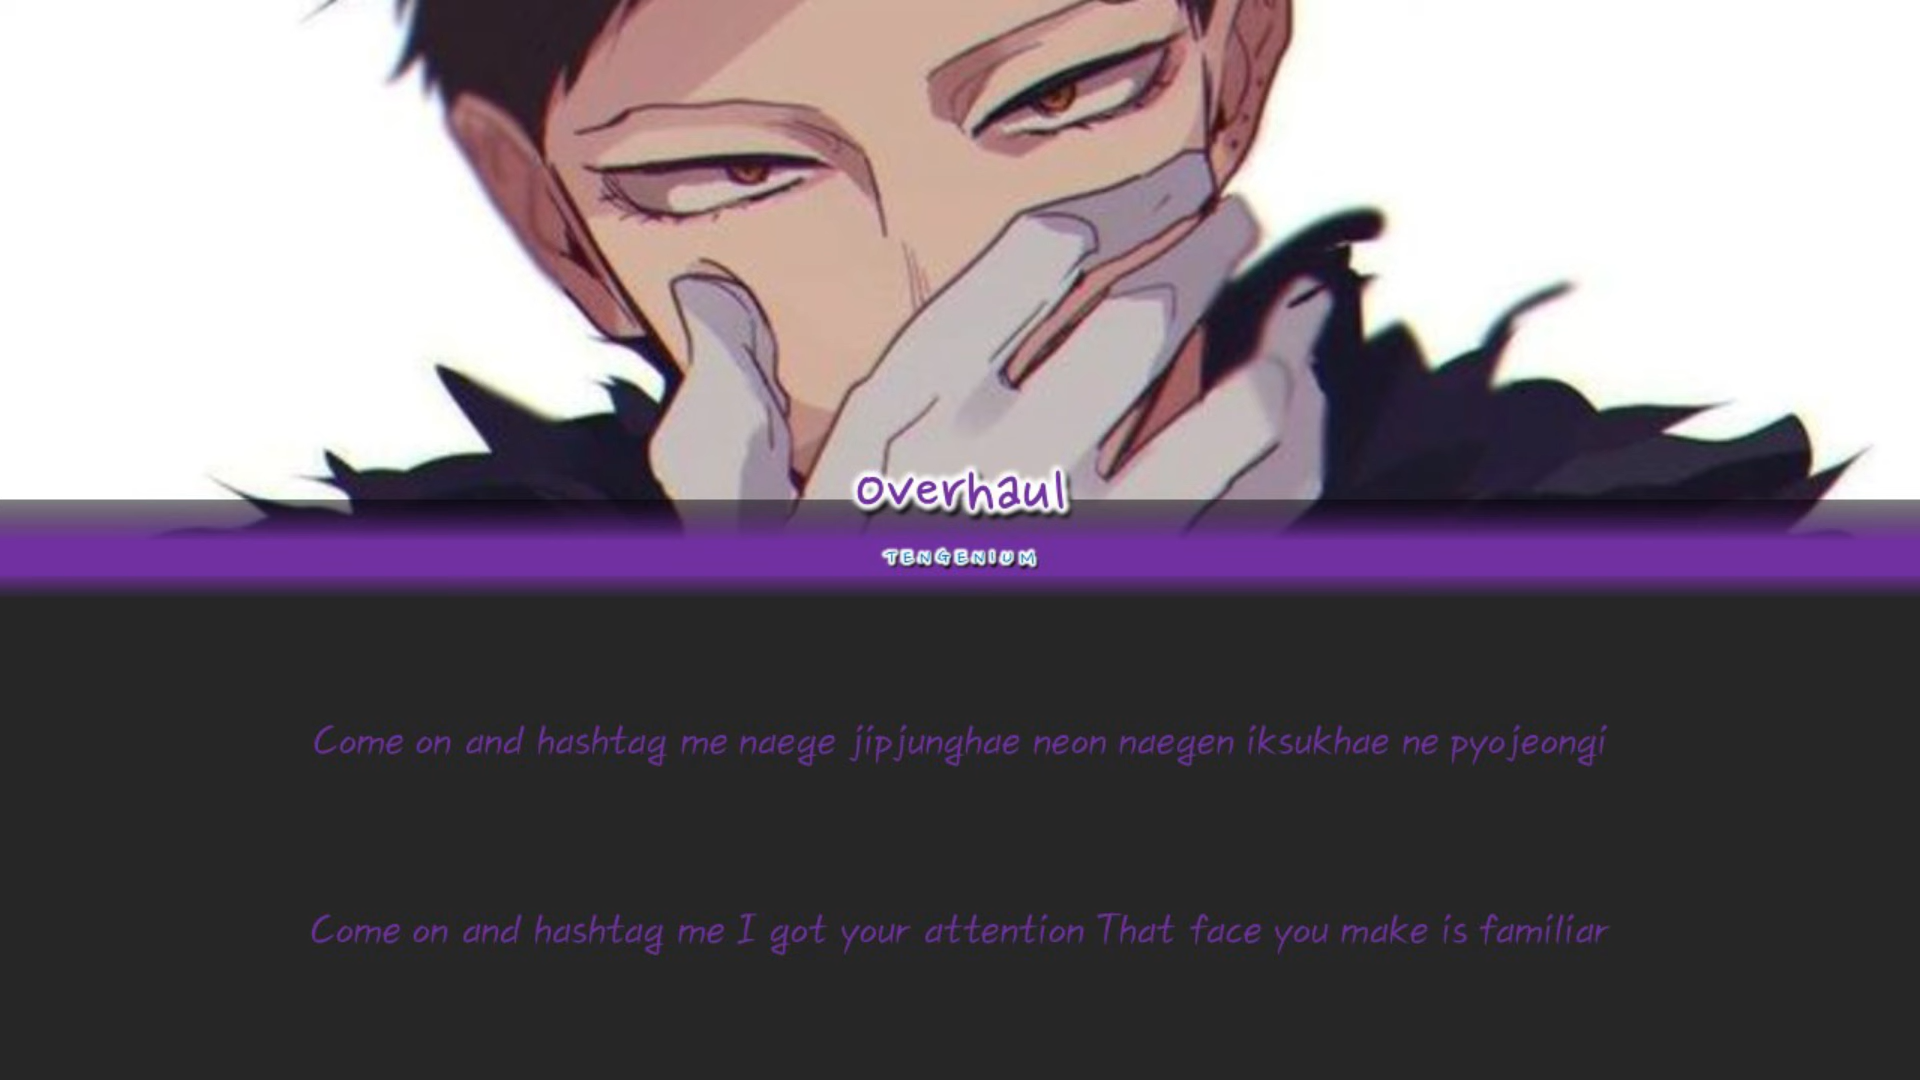 Overhaul
TENGENIUM
Come on and hashtag me naege jipjunghae neon naegen iksukhae ne pyojeongi
Come on and hashtag me I got your attention That face you make is familiar